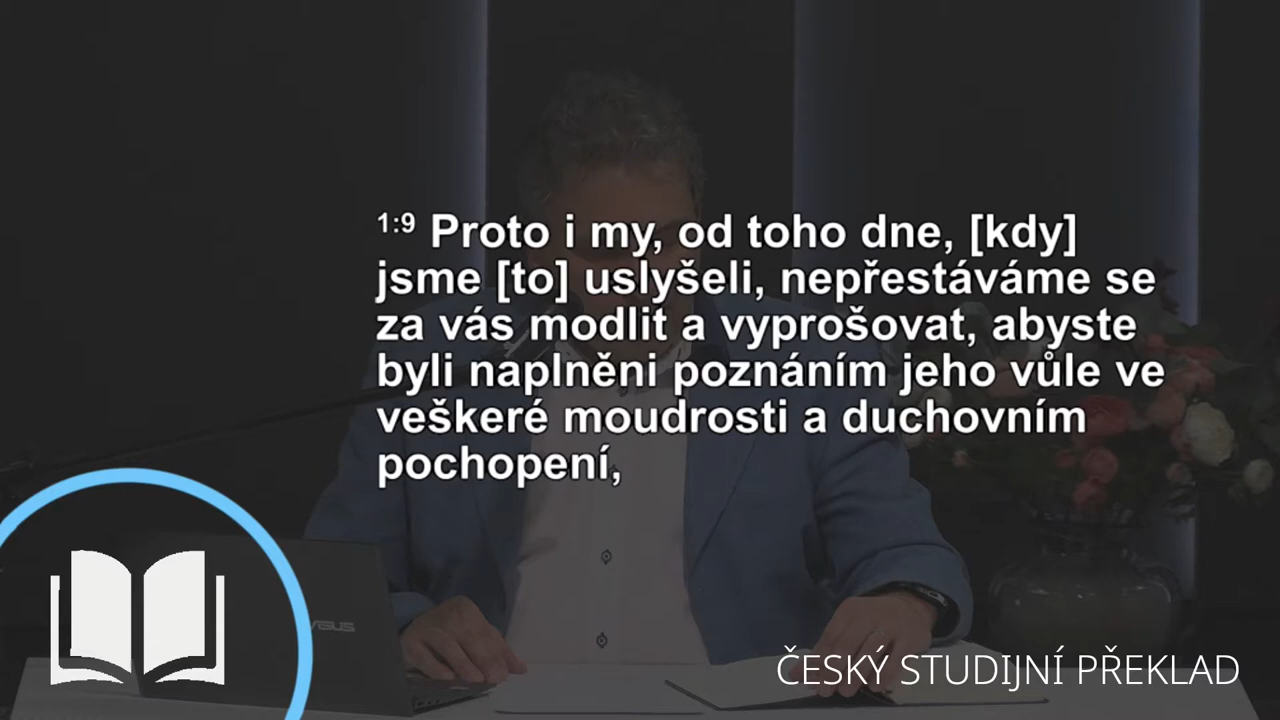 1:9 Proto i my, od toho dne, [kdy]
jsme [to] uslyšeli, nepřestáváme se
za vás modlit a vyprošovat, abyste
byli naplněni poznáním jeho vůle ve
veškeré moudrosti a duchovním
pochopení,
ASUS
ČESKÝ STUDIJNÍ PŘEKLAD